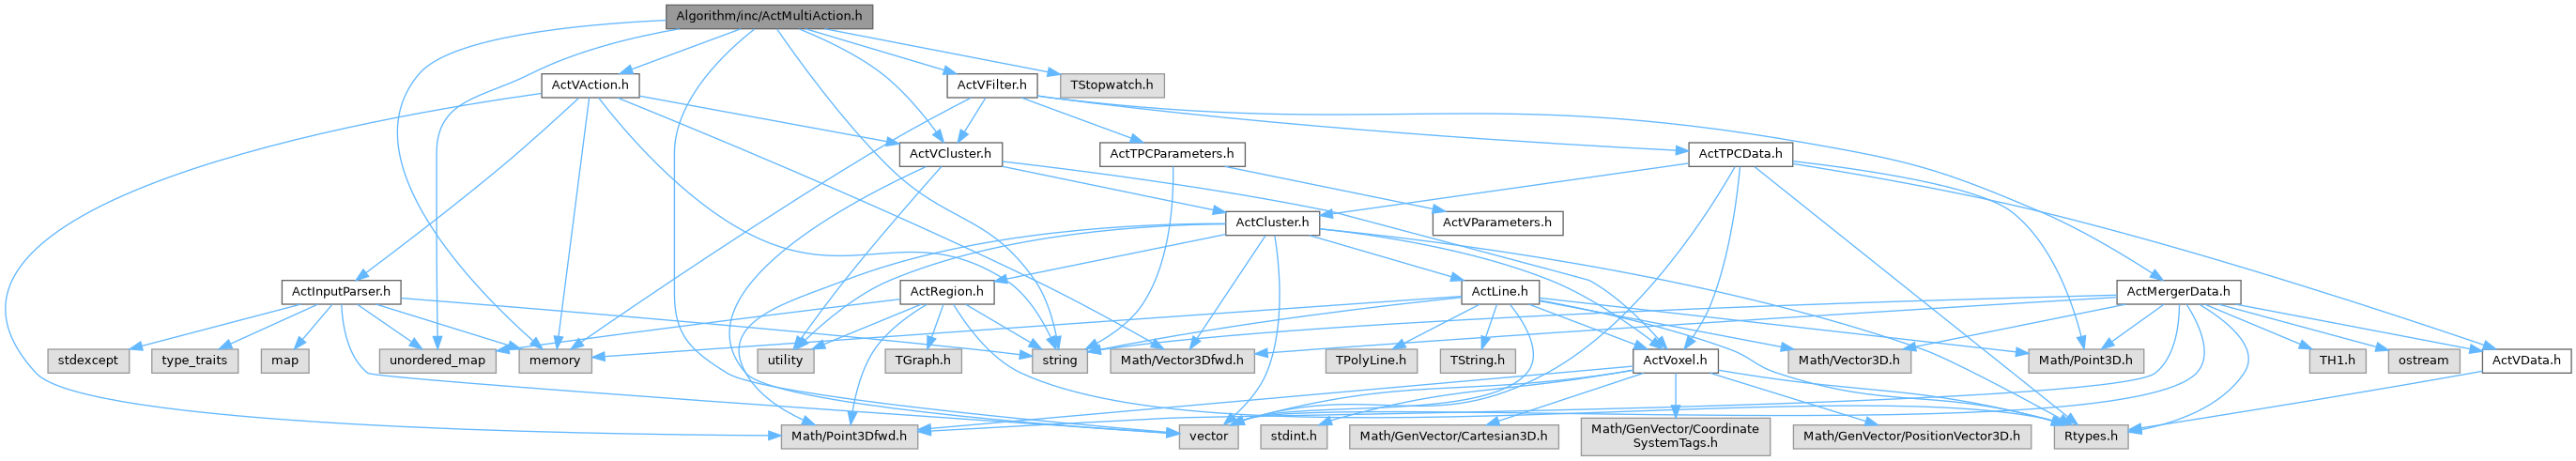 Algorithm/inc/ActMultiAction.h
ActVAction.h
ActVFilter.h
TStopwatch.h
ActVCluster.h
ActTPCParameters.h
ActTPCData.h
ActCluster.h
ActVParameters.h
ActInputParser.h
ActRegion.h
ActLine.h
ActMergerData.h
stdexcept
type_traits
map
unordered_map
memory
utility
TGraph.h
string
Math/Vector3Dfwd.h
TPolyLine.h
TString.h
ActVoxel.h
Math/Vector3D.h
Math/Point3D.h
TH1.h
ostream
ActVData.h
Math/Point3Dfwd.h
vector
stdint.h
Math/GenVector/Cartesian3D.h
Math/GenVector/Coordinate
SystemTags.h
Math/GenVector/PositionVector3D.h
Rtypes.h